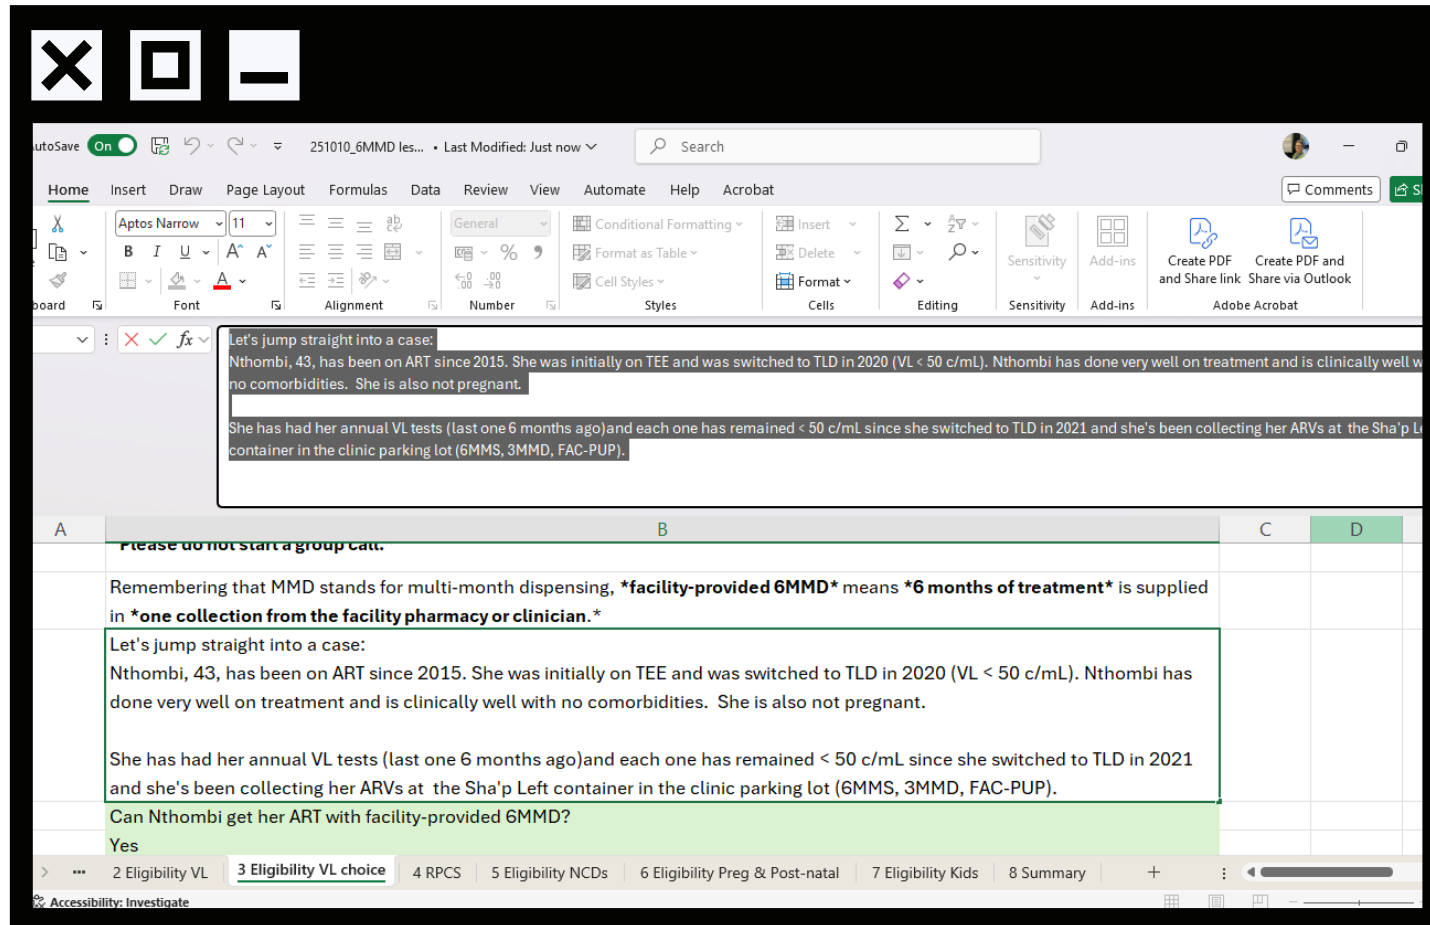 utoSave On 251010_6MMD les... • Last Modified: Just now Search
Home Insert Draw Page Layout Formulas Data Review View Automate Help Acrobat Comments
Aptos Narrow 11 General Conditional Formatting Insert
B I U A A % Format as Table Delete Sensitivity Add-ins Create PDF and Share link Create PDF and Share via Outlook
A Cell Styles Format
board Font Alignment Number Styles Cells Editing Sensitivity Add-ins Adobe Acrobat
fx Let's jump straight into a case:
Nthombi, 43, has been on ART since 2015. She was initially on TEE and was switched to TLD in 2020 (VL < 50 c/mL). Nthombi has done very well on treatment and is clinically well w
no comorbidities.  She is also not pregnant.
She has had her annual VL tests (last one 6 months ago)and each one has remained < 50 c/mL since she switched to TLD in 2021 and she's been collecting her ARVs at  the Sha'p Le
container in the clinic parking lot (6MMS, 3MMD, FAC-PUP).
A B C D
Please do not start a group call.
Remembering that MMD stands for multi-month dispensing, *facility-provided 6MMD* means *6 months of treatment* is supplied
in *one collection from the facility pharmacy or clinician.*
Let's jump straight into a case:
Nthombi, 43, has been on ART since 2015. She was initially on TEE and was switched to TLD in 2020 (VL < 50 c/mL). Nthombi has
done very well on treatment and is clinically well with no comorbidities.  She is also not pregnant.
She has had her annual VL tests (last one 6 months ago)and each one has remained < 50 c/mL since she switched to TLD in 2021
and she's been collecting her ARVs at  the Sha'p Left container in the clinic parking lot (6MMS, 3MMD, FAC-PUP).
Can Nthombi get her ART with facility-provided 6MMD?
Yes
2 Eligibility VL 3 Eligibility VL choice 4 RPCS 5 Eligibility NCDs 6 Eligibility Preg & Post-natal 7 Eligibility Kids 8 Summary
Accessibility: Investigate